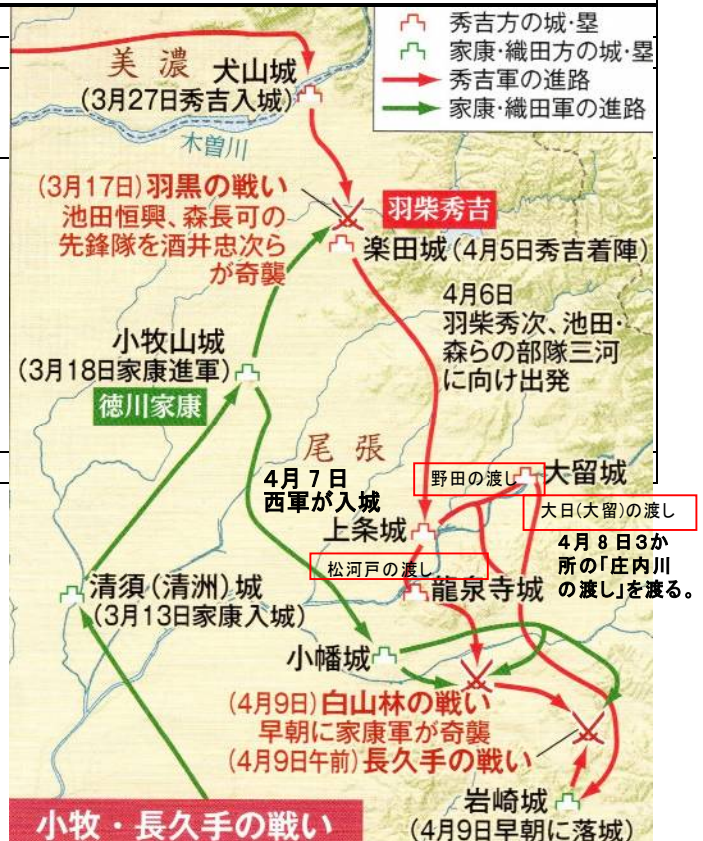 秀吉方の城・塁
家康・織田方の城・塁
秀吉軍の進路
家康・織田軍の進路
美濃
犬山城
(3月27日秀吉入城)
木曽川
(3月17日)羽黒の戦い
池田恒興、森長可の
先鋒隊を酒井忠次ら
が奇襲
羽柴秀吉
楽田城(4月5日秀吉着陣)
4月6日
羽柴秀次、池田・
森らの部隊三河
に向け出発
小牧山城
(3月18日家康進軍)
徳川家康
尾張
4月7日
西軍が入城
野田の渡し
大留城
大日(大留)の渡し
上条城
4月8日3か
所の「庄内川
の渡し」を渡る。
松河戸の渡し
龍泉寺城
清須(清洲)城
(3月13日家康入城)
小幡城
(4月9日)白山林の戦い
早朝に家康軍が奇襲
(4月9日午前)長久手の戦い
岩崎城
(4月9日早朝に落城)
小牧・長久手の戦い